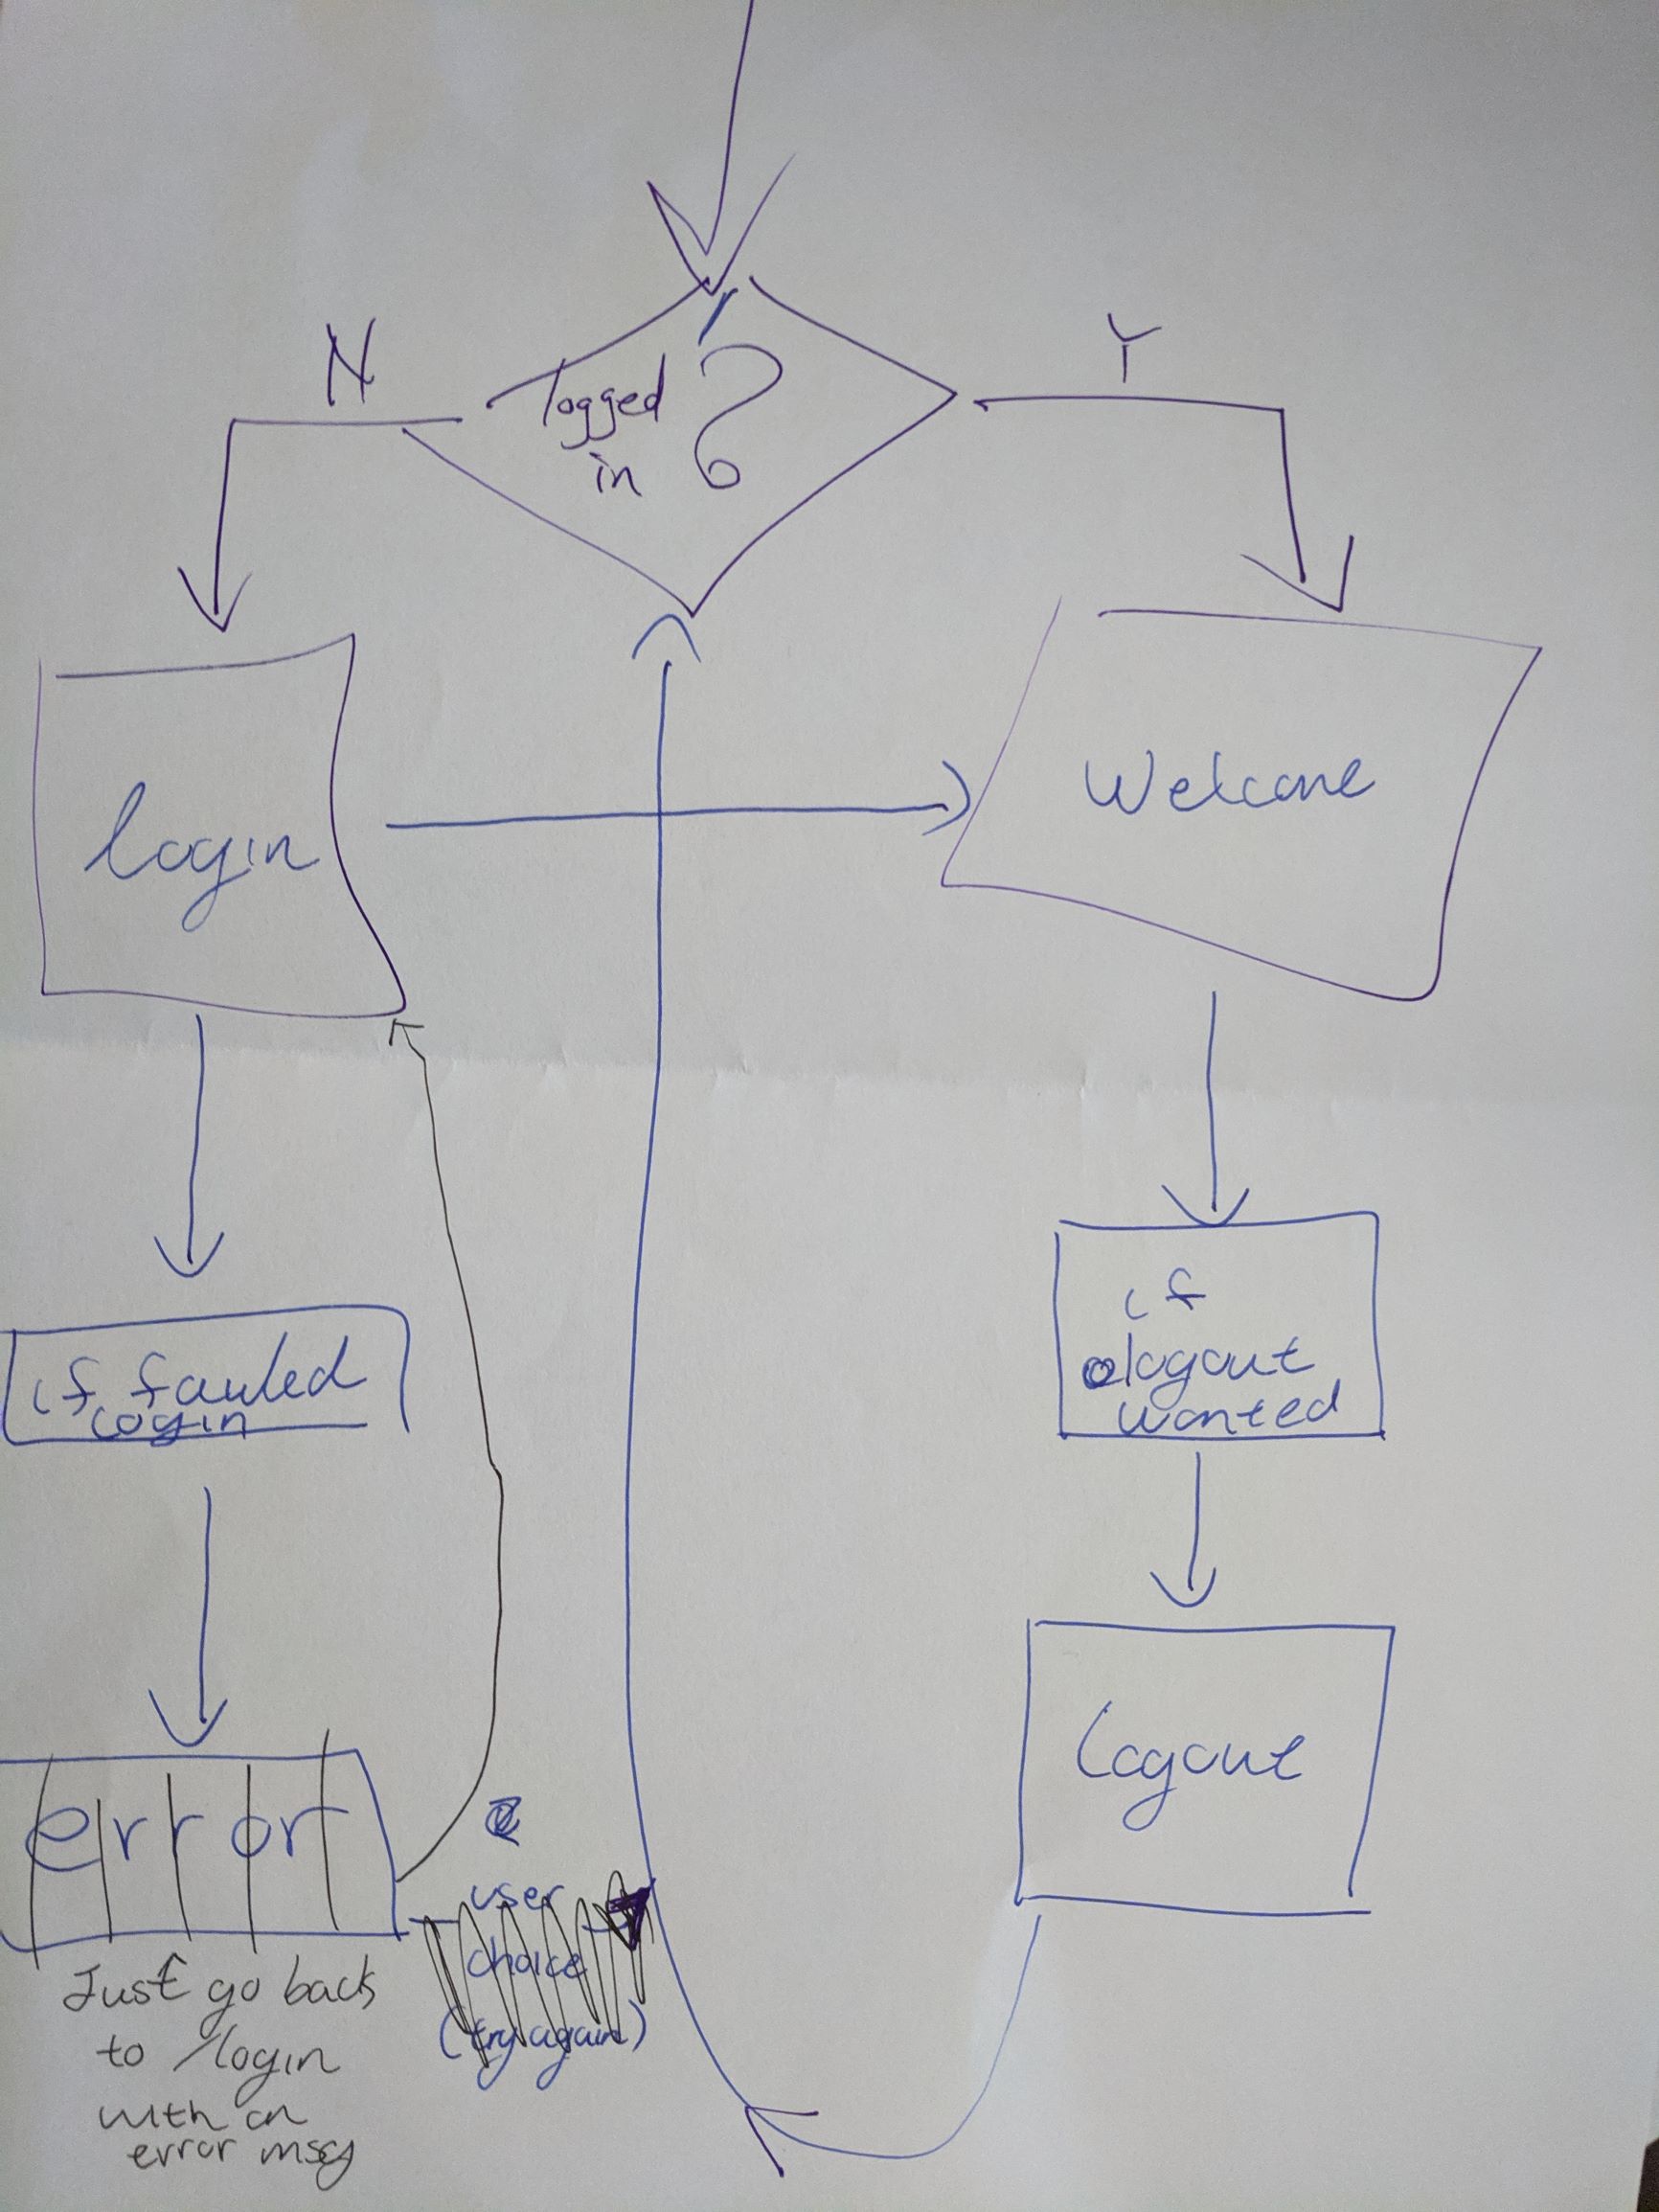 N
Y
logged
in ?
login
Welcome
if failed
login
if
logout
wanted
error
logout
user
choice
(try again)
Just go back
to /login
with an
error msg